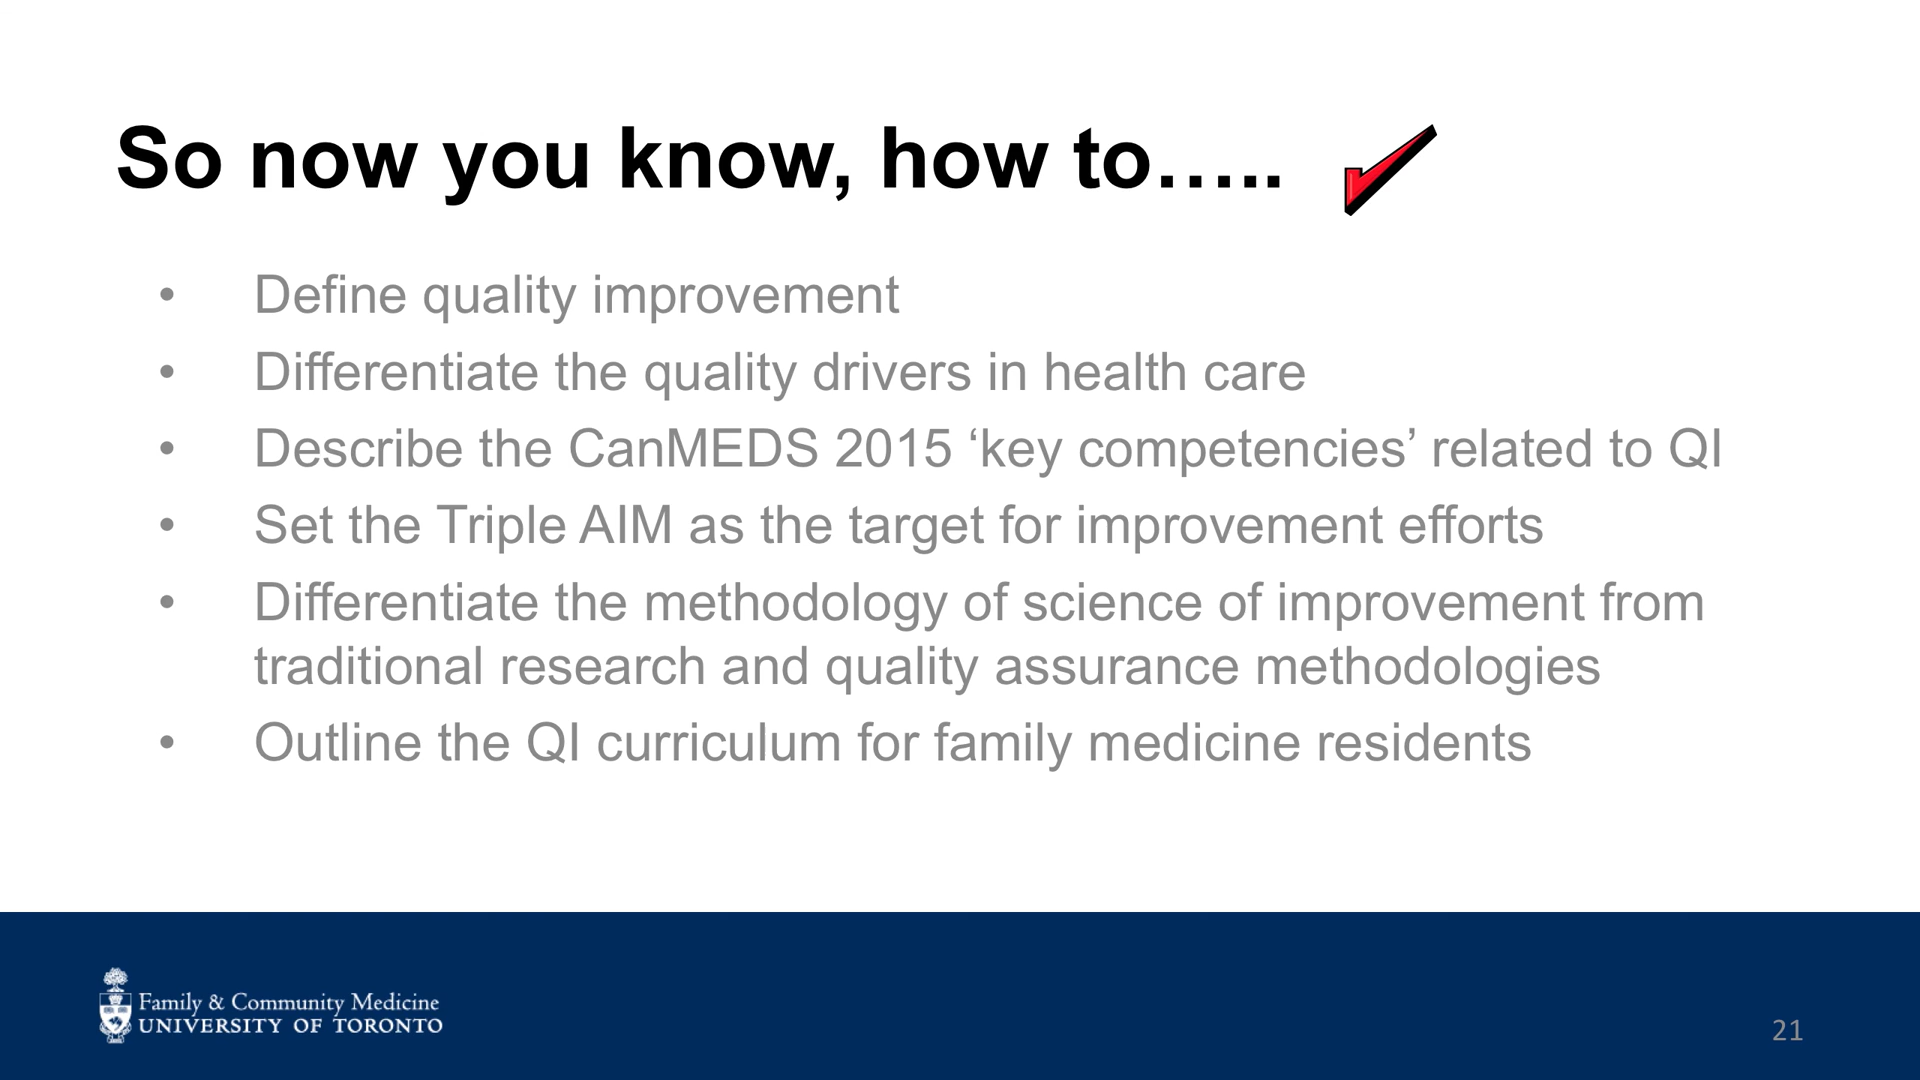 So now you know, how to…..
• Define quality improvement
• Differentiate the quality drivers in health care
• Describe the CanMEDS 2015 ‘key competencies’ related to QI
• Set the Triple AIM as the target for improvement efforts
• Differentiate the methodology of science of improvement from
traditional research and quality assurance methodologies
• Outline the QI curriculum for family medicine residents
Family & Community Medicine
UNIVERSITY OF TORONTO
21